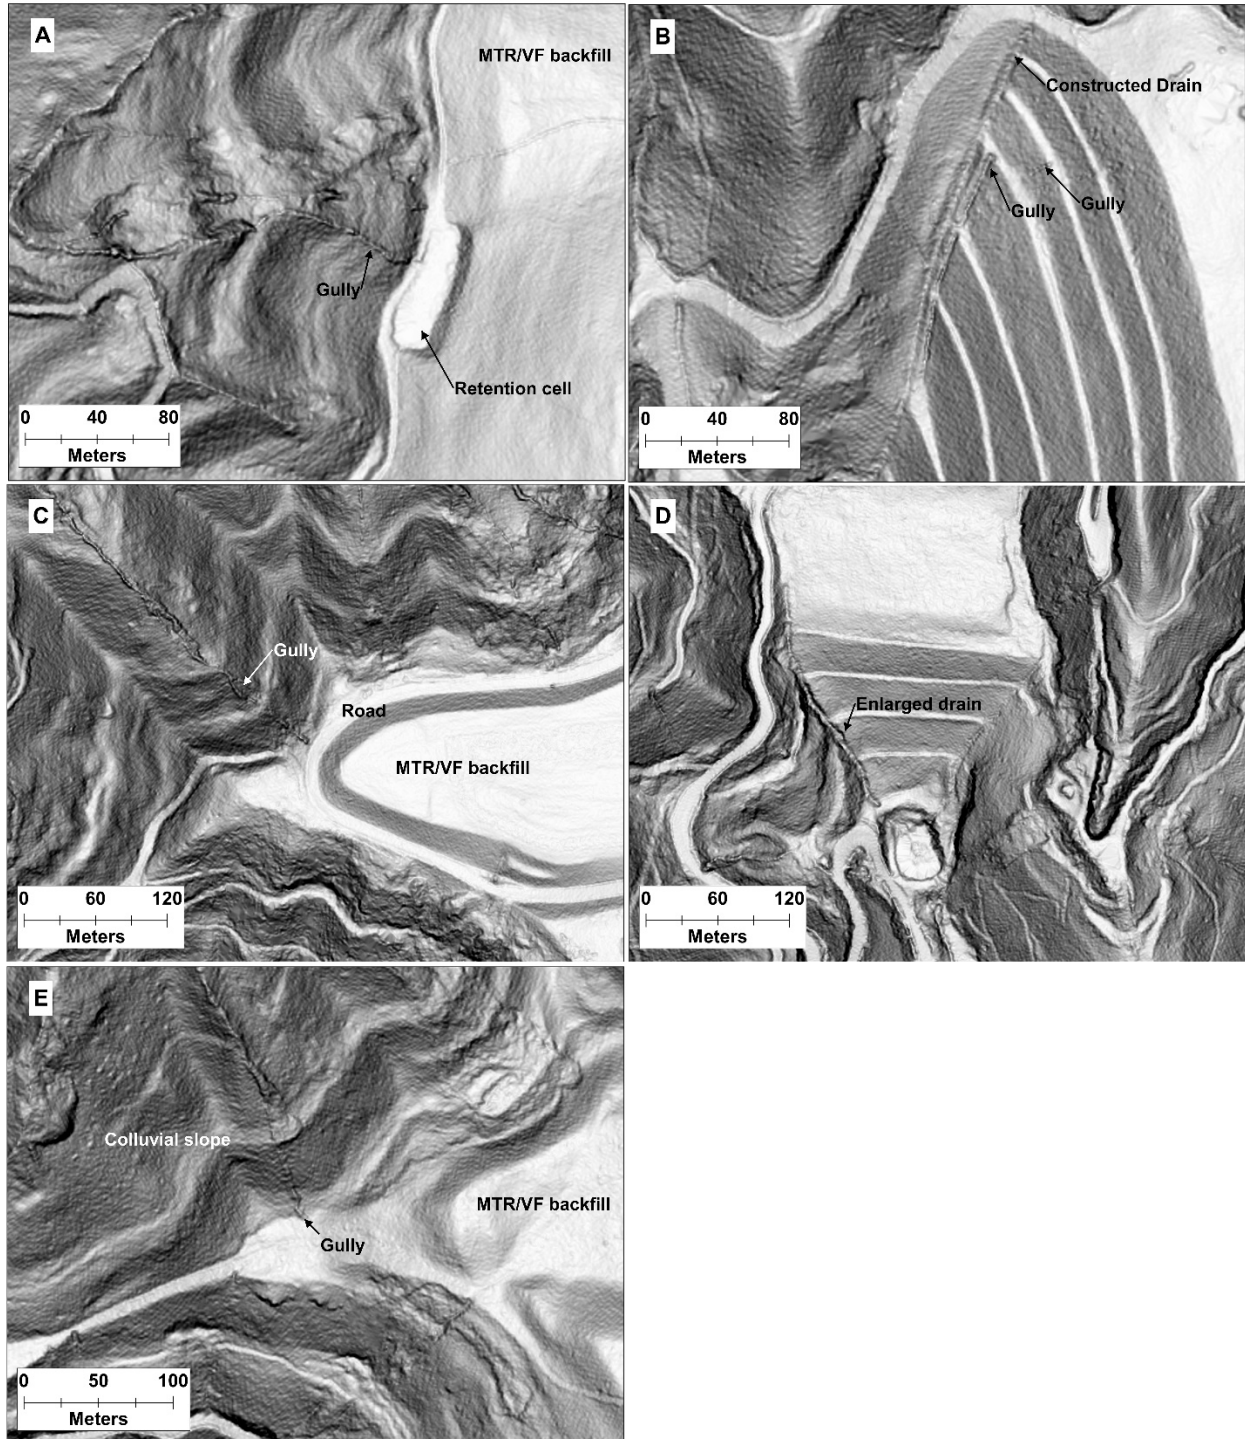 A
MTR/VF backfill
Gully
Retention cell
0 40 80
Meters
B
Constructed Drain
Gully
Gully
0 40 80
Meters
C
Gully
Road
MTR/VF backfill
0 60 120
Meters
D
Enlarged drain
0 60 120
Meters
E
Colluvial slope
MTR/VF backfill
Gully
0 50 100
Meters